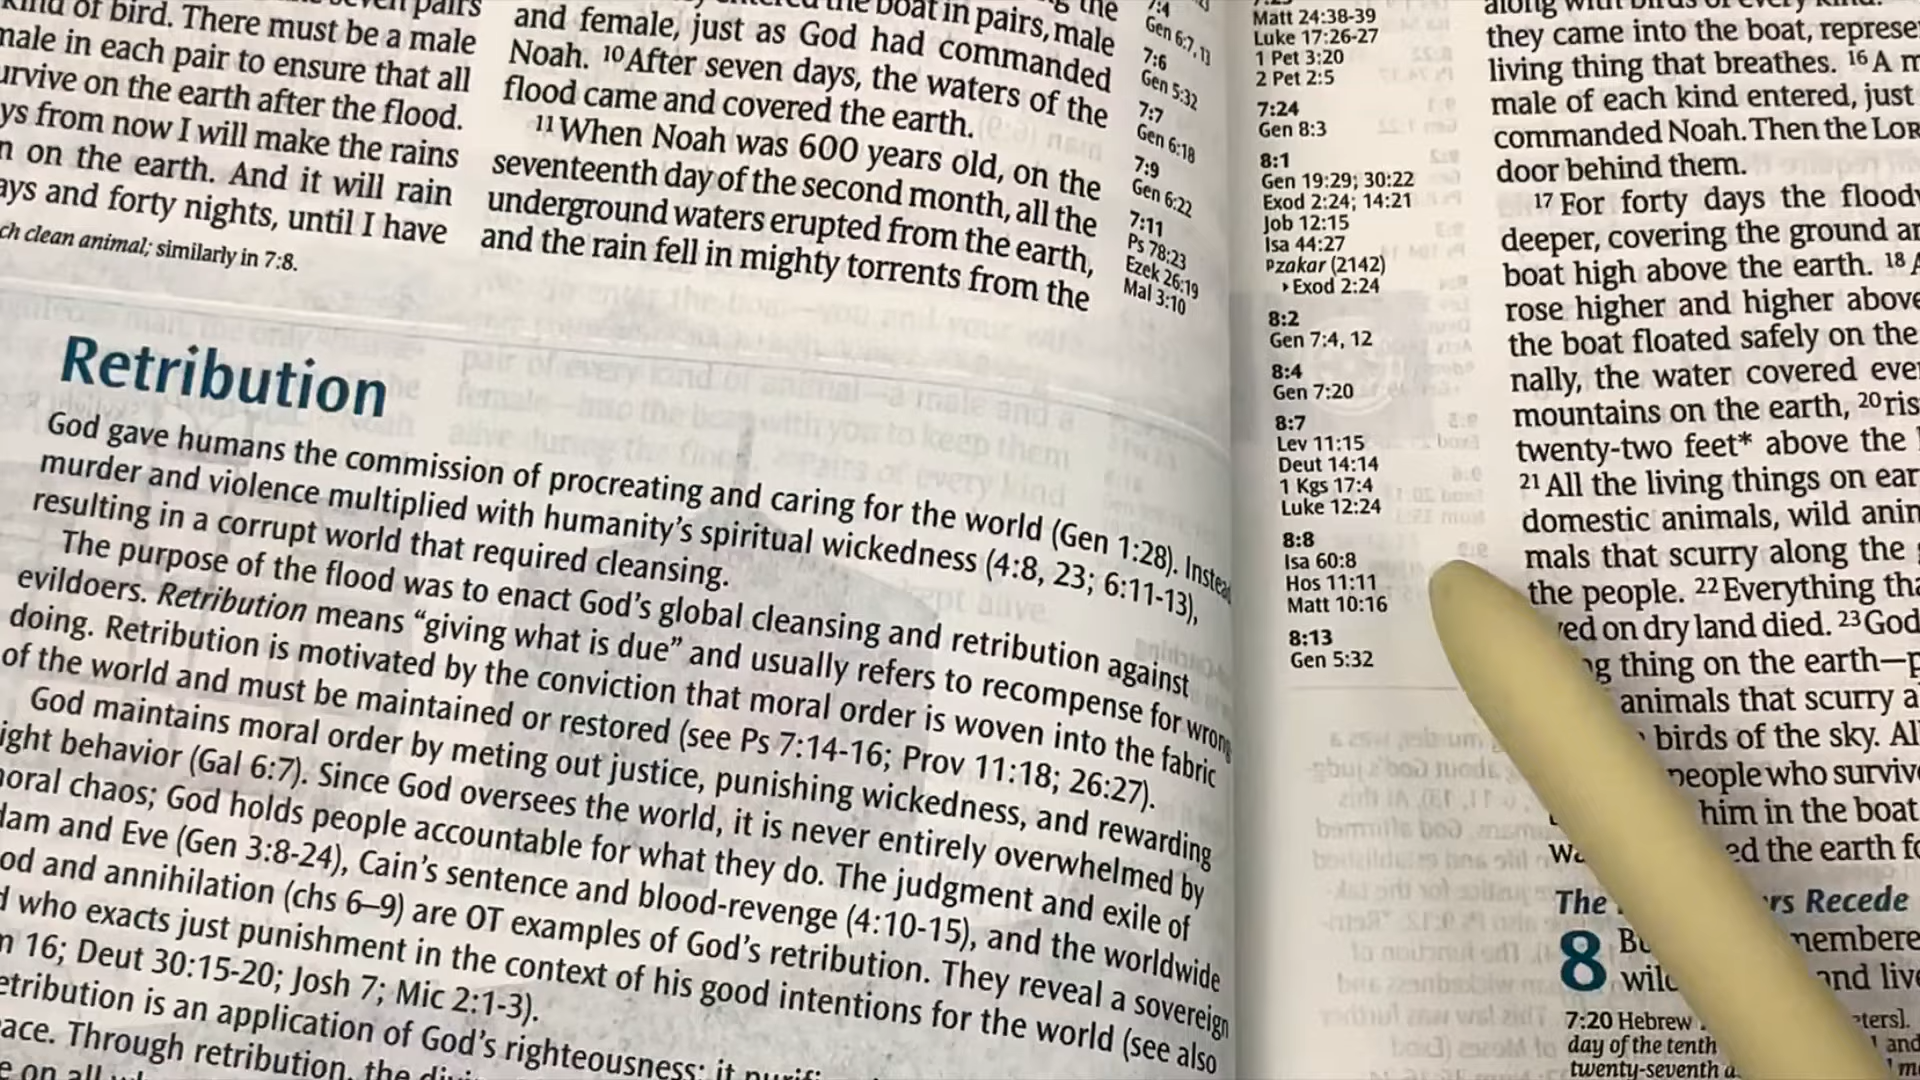 kind of bird. There must be a male
male in each pair to ensure that all
urvive on the earth after the flood.
ys from now I will make the rains
n on the earth. And it will rain
ays and forty nights, until I have
ch clean animal; similarly in 7:8.
the boat in pairs, male
and female, just as God had commanded
Noah. 10 After seven days, the waters of the
flood came and covered the earth.
11 When Noah was 600 years old, on the
seventeenth day of the second month, all the
underground waters erupted from the earth,
and the rain fell in mighty torrents from the
7:4
Gen 6:7, 13
7:6
Gen 5:32
7:7
Gen 6:18
7:9
Gen 6:22
7:11
Ps 78:23
Ezek 26:19
Mal 3:10
Retribution
God gave humans the commission of procreating and caring for the world (Gen 1:28). Instead
murder and violence multiplied with humanity's spiritual wickedness (4:8, 23; 6:11-13),
resulting in a corrupt world that required cleansing.
The purpose of the flood was to enact God's global cleansing and retribution against
evildoers. Retribution means "giving what is due" and usually refers to recompense for wrong
doing. Retribution is motivated by the conviction that moral order is woven into the fabric
of the world and must be maintained or restored (see Ps 7:14-16; Prov 11:18; 26:27).
God maintains moral order by meting out justice, punishing wickedness, and rewarding
ight behavior (Gal 6:7). Since God oversees the world, it is never entirely overwhelmed by
oral chaos; God holds people accountable for what they do. The judgment and exile of
dam and Eve (Gen 3:8-24), Cain's sentence and blood-revenge (4:10-15), and the worldwide
od and annihilation (chs 6–9) are OT examples of God's retribution. They reveal a sovereign
d who exacts just punishment in the context of his good intentions for the world (see also
m 16; Deut 30:15-20; Josh 7; Mic 2:1-3).
etribution is an application of God's righteousness; it
ace. Through retribution, the
Matt 24:38-39
Luke 17:26-27
1 Pet 3:20
2 Pet 2:5
7:24
Gen 8:3
8:1
Gen 19:29; 30:22
Exod 2:24; 14:21
Job 12:15
Isa 44:27
zakar (2142)
▸ Exod 2:24
8:2
Gen 7:4, 12
8:4
Gen 7:20
8:7
Lev 11:15
Deut 14:14
1 Kgs 17:4
Luke 12:24
8:8
Isa 60:8
Hos 11:11
Matt 10:16
8:13
Gen 5:32
they came into the boat, represe
living thing that breathes. 16 A m
male of each kind entered, just
commanded Noah. Then the LOR
door behind them.
17 For forty days the floodw
deeper, covering the ground an
boat high above the earth. 18 A
rose higher and higher above
the boat floated safely on the
nally, the water covered ever
mountains on the earth, 20 ris
twenty-two feet* above the
21 All the living things on ear
domestic animals, wild anim
mals that scurry along the
the people. 22 Everything tha
ed on dry land died. 23 God
ng thing on the earth—p
animals that scurry a
birds of the sky. All
people who survive
him in the boat
ed the earth fo
The rs Recede
8 Bu membere
wild and live
7:20 Hebrew eters].
day of the tenth and
twenty-seventh